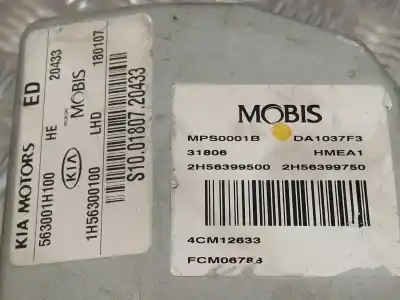 KIA MOTORS ED
563001H100 HE 20433
KIA MOBIS 180107
1H56300100 LHD
S10.01807.20433
MOBIS
MPS0001B DA1037F3
31806 HMEA1
2H56399500 2H56399750
4CM12633